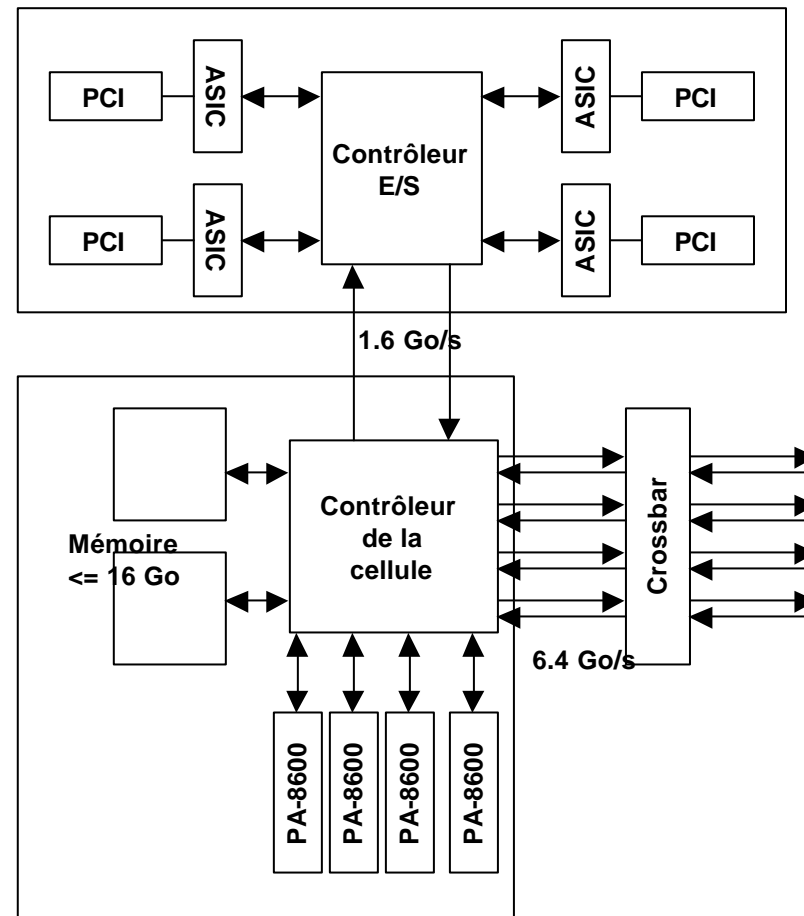 PCI
ASIC
Contrôleur
E/S
ASIC
PCI
PCI
ASIC
ASIC
PCI
1.6 Go/s
Mémoire
<= 16 Go
Contrôleur
de la
cellule
Crossbar
6.4 Go/s
PA-8600
PA-8600
PA-8600
PA-8600